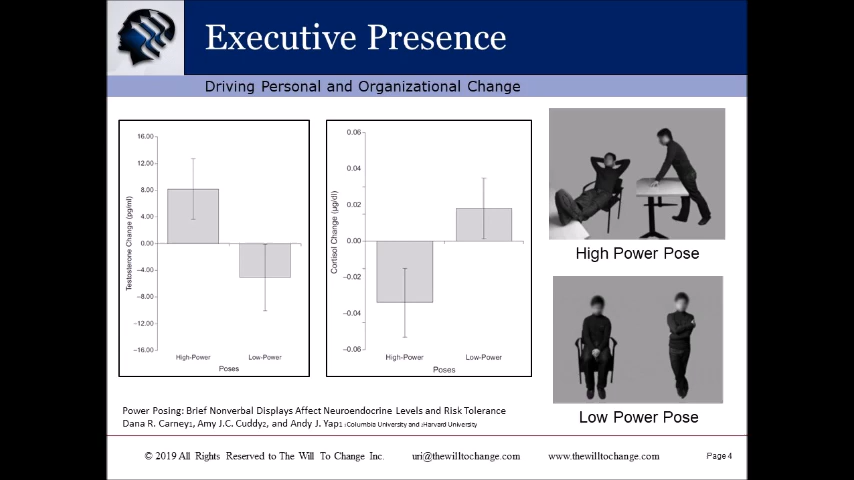 Executive Presence
Driving Personal and Organizational Change
16.00
12.00
8.00
4.00
0.00
−4.00
−8.00
−12.00
−16.00
Testosterone Change (pg/ml)
High-Power
Low-Power
Poses
0.06
0.04
0.02
0.00
−0.02
−0.04
−0.06
Cortisol Change (µg/dl)
High-Power
Low-Power
Poses
High Power Pose
Low Power Pose
Power Posing: Brief Nonverbal Displays Affect Neuroendocrine Levels and Risk Tolerance
Dana R. Carney1, Amy J.C. Cuddy2, and Andy J. Yap1 1Columbia University and 2Harvard University
© 2019 All Rights Reserved to The Will To Change Inc. uri@thewilltochange.com www.thewilltochange.com Page 4